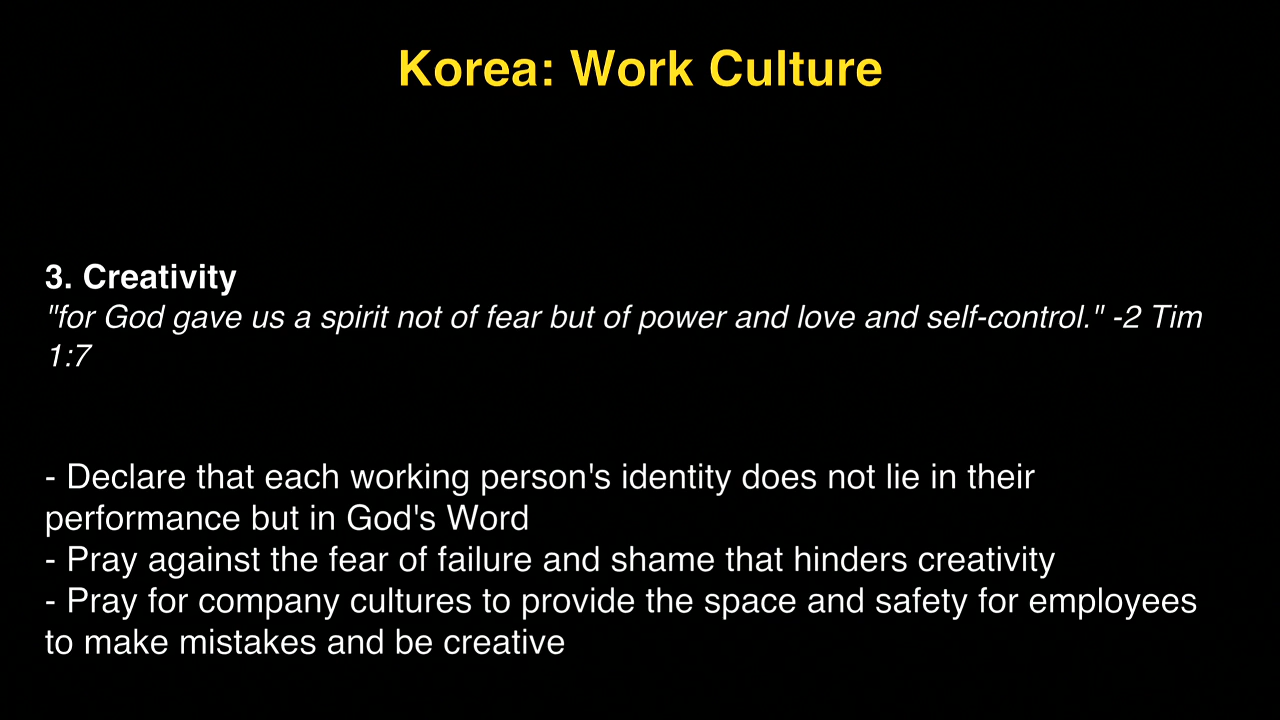 Korea: Work Culture
3. Creativity
"for God gave us a spirit not of fear but of power and love and self-control." -2 Tim
1:7
- Declare that each working person's identity does not lie in their
performance but in God's Word
- Pray against the fear of failure and shame that hinders creativity
- Pray for company cultures to provide the space and safety for employees
to make mistakes and be creative